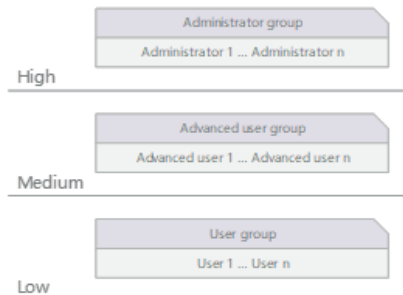 Administrator group
Administrator 1 ... Administrator n
High
Advanced user group
Advanced user 1 ... Advanced user n
Medium
User group
User 1 ... User n
Low